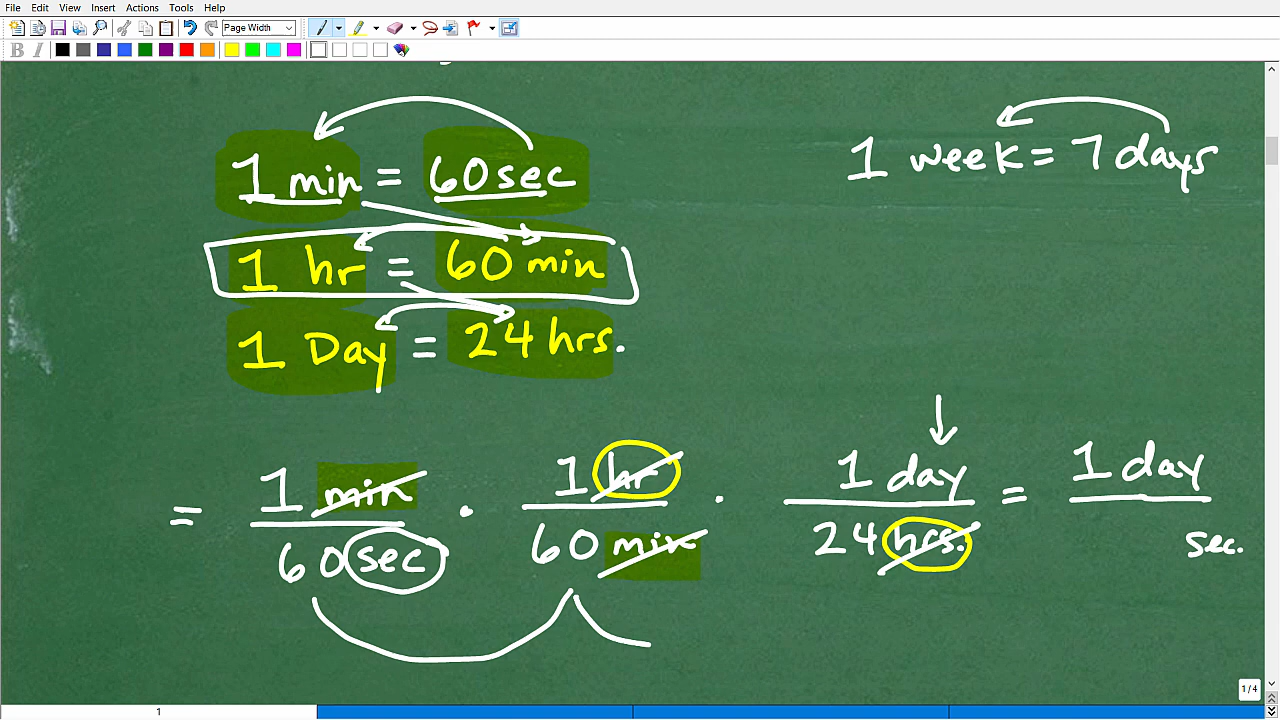 File Edit View Insert Actions Tools Help
Page Width
B I
1 min = 60 sec
1 week = 7 days
1 hr = 60 min
1 Day = 24 hrs.
= 1 min / 60 sec · 1 hr / 60 min · 1 day / 24 hrs. = 1 day / sec.
1/4
1